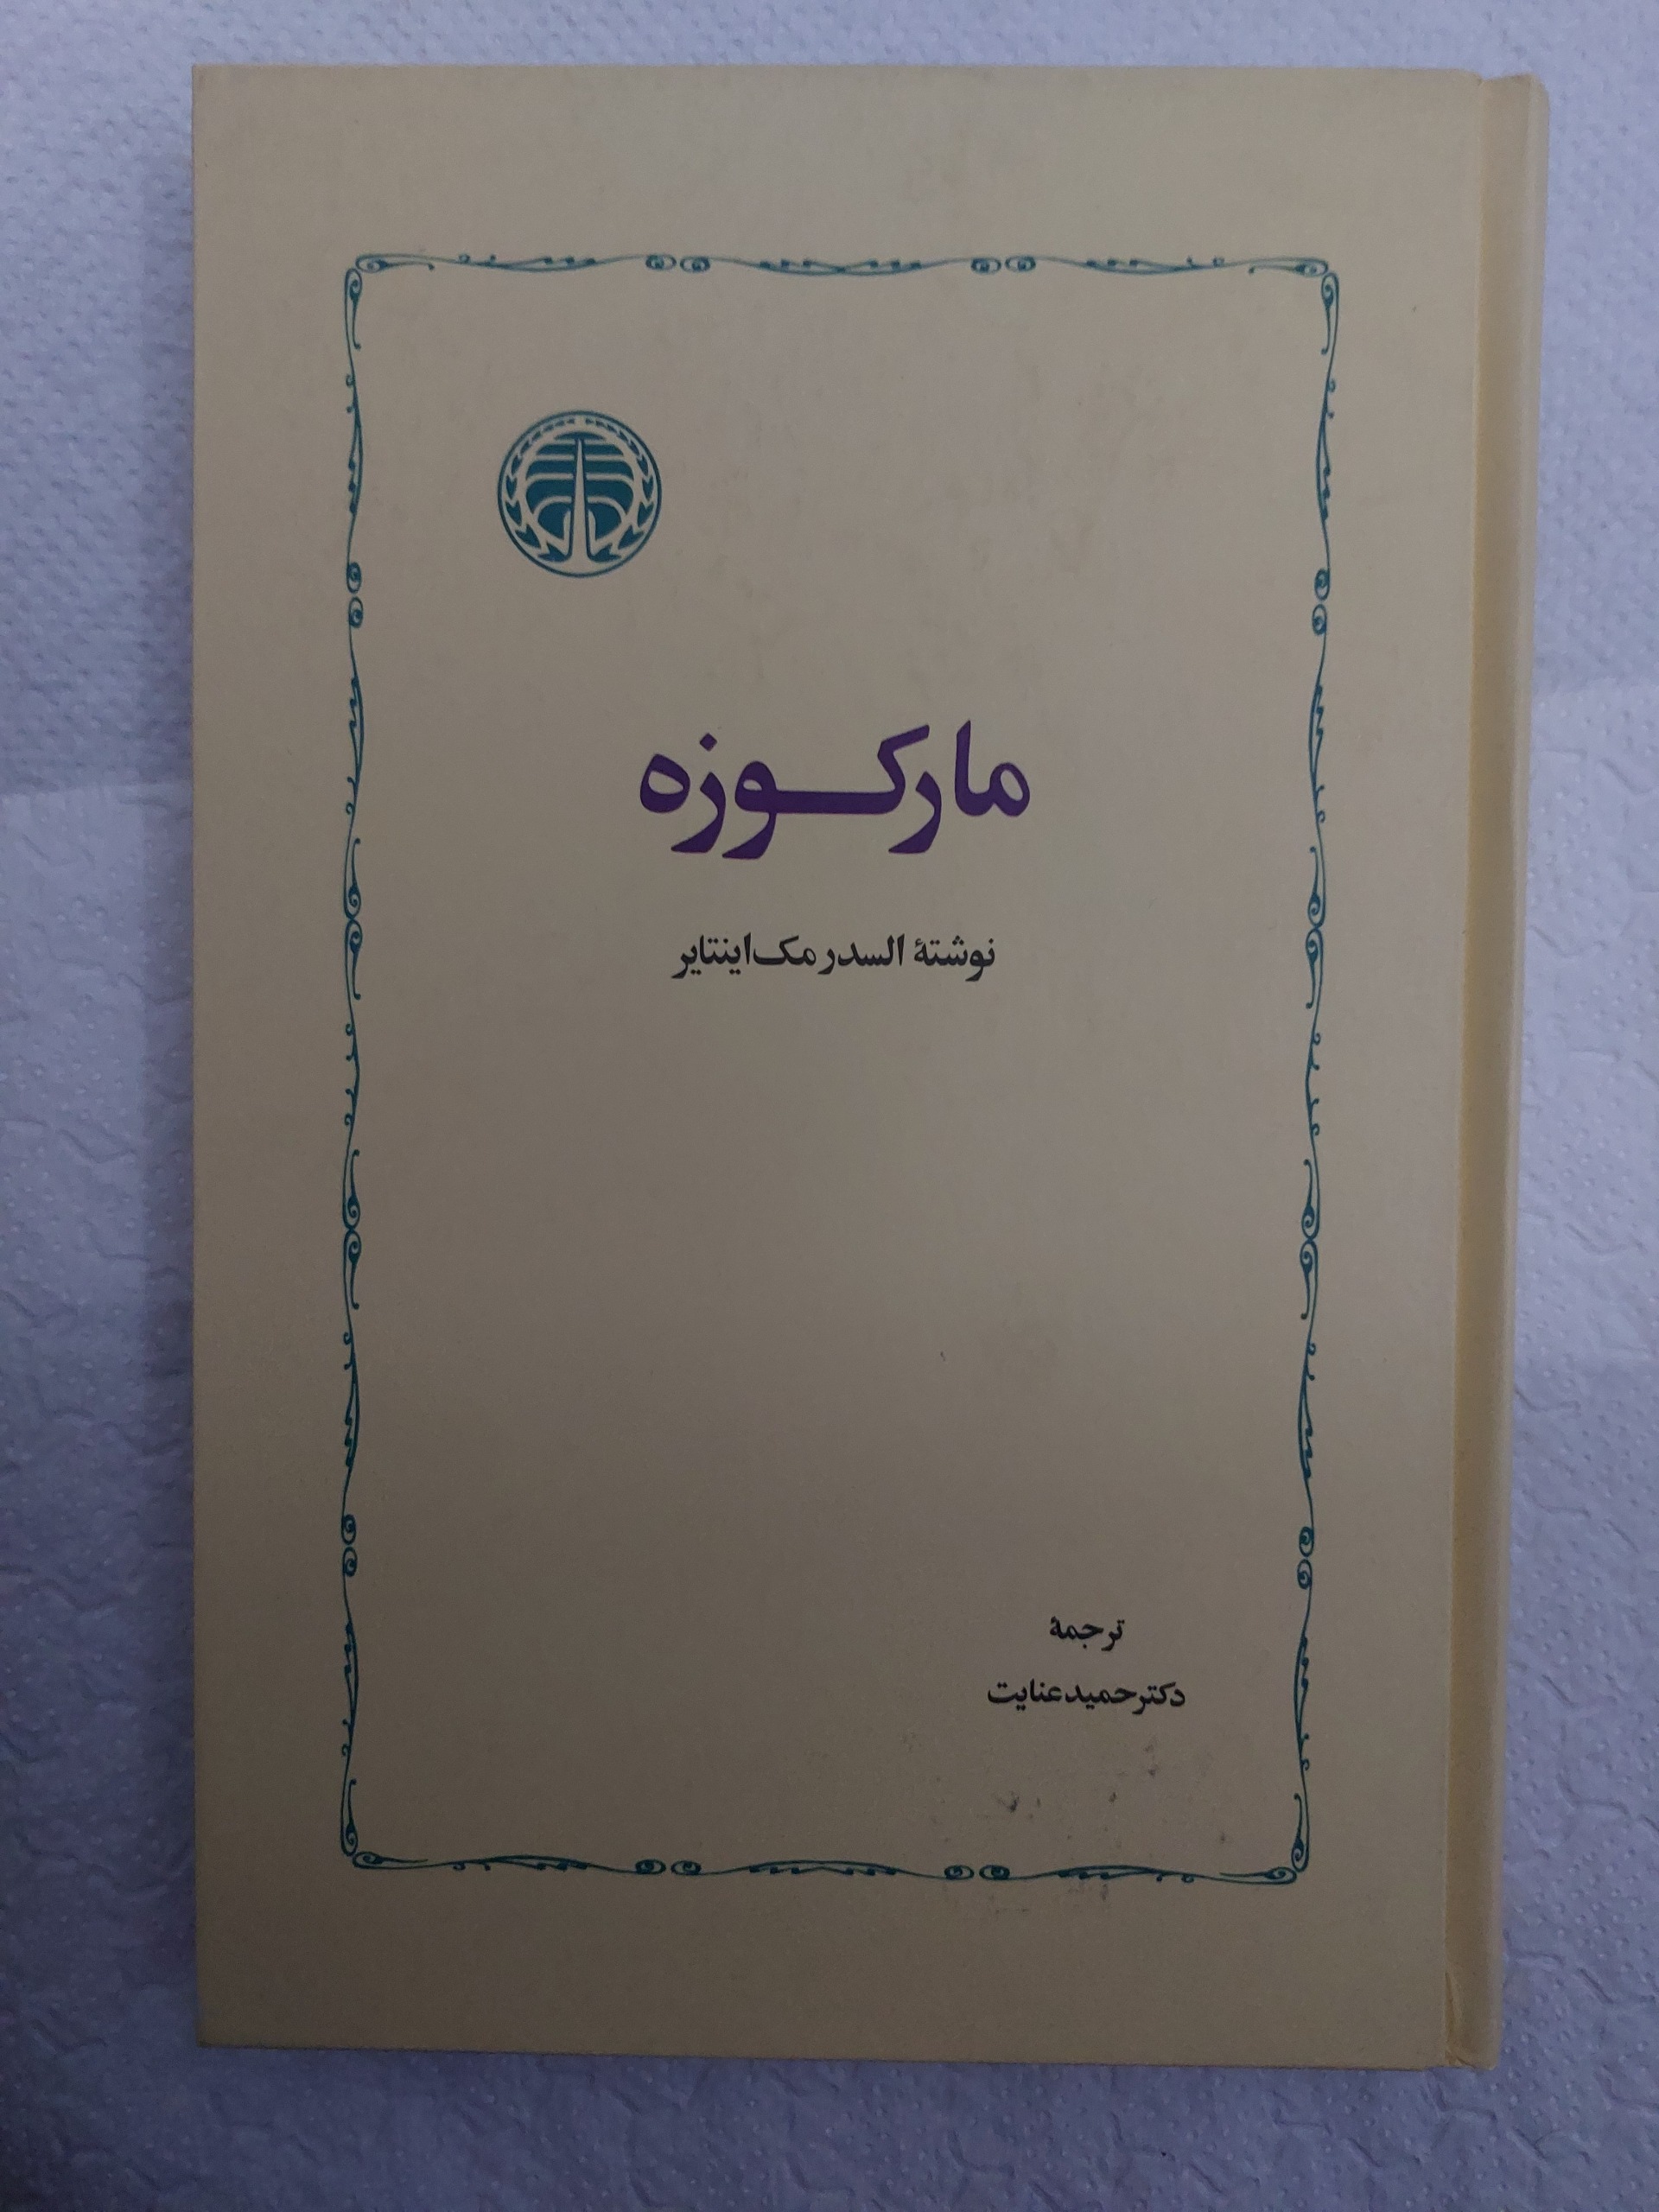 مارکوزه
نوشتهٔ السدر مک‌اینتایر
ترجمهٔ
دکتر حمید عنایت